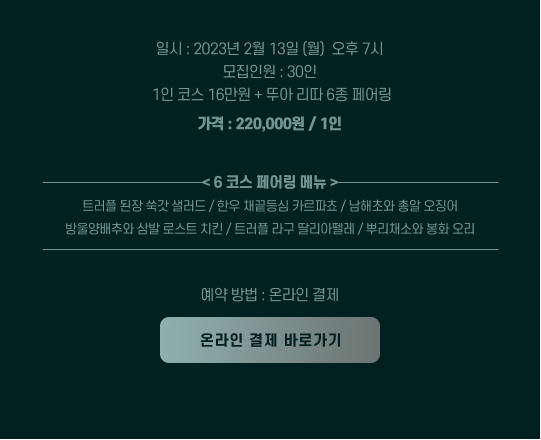 일시 : 2023년 2월 13일 (월) 오후 7시
모집인원 : 30인
1인 코스 16만원 + 뚜아 리따 6종 페어링
가격 : 220,000원 / 1인
< 6 코스 페어링 메뉴 >
트러플 된장 쑥갓 샐러드 / 한우 채끝등심 카르파쵸 / 남해초와 총알 오징어
방울양배추와 삼발 로스트 치킨 / 트러플 라구 딸리아뗄레 / 뿌리채소와 봉화 오리
예약 방법 : 온라인 결제
온라인 결제 바로가기